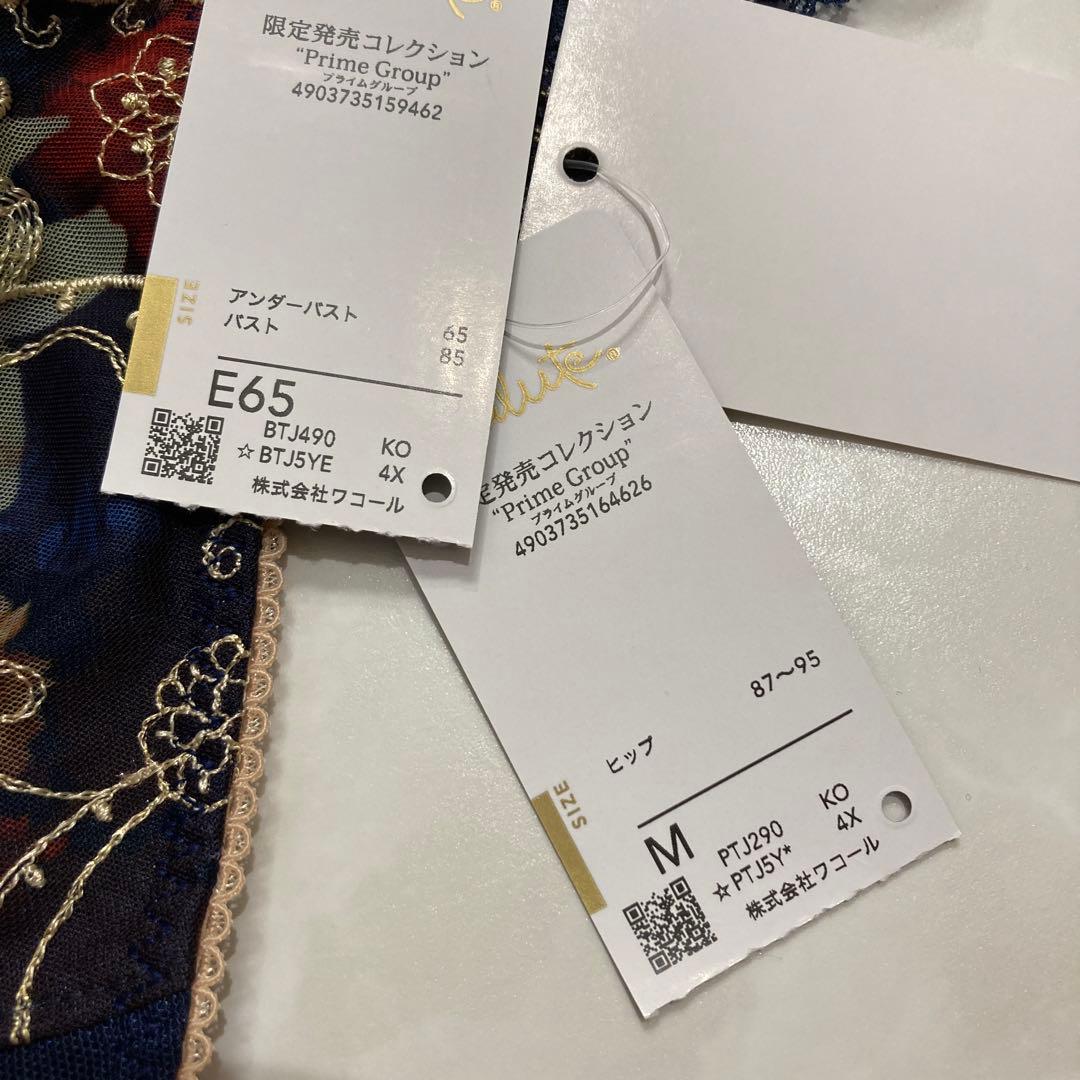 限定発売コレクション
"Prime Group"
プライムグループ
4903735159462
SIZE
アンダーバスト 65
バスト 85
E65
BTJ490 KO
☆BTJ5YE 4X
株式会社ワコール
定発売コレクション
"Prime Group"
プライムグループ
4903735164626
87〜95
ヒップ
SIZE
M
PTJ290 KO
☆PTJ5Y* 4X
株式会社ワコール